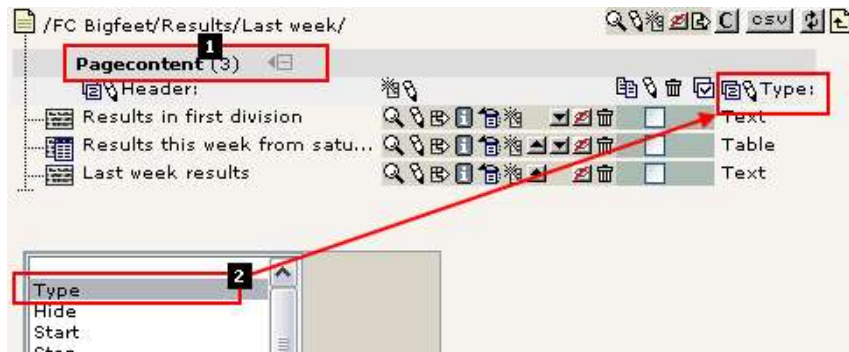 /FC Bigfeet/Results/Last week/ C csv
1
Pagecontent (3)
Header: Type:
Results in first division Text
Results this week from satu... Table
Last week results Text
2
Type
Hide
Start
Stop